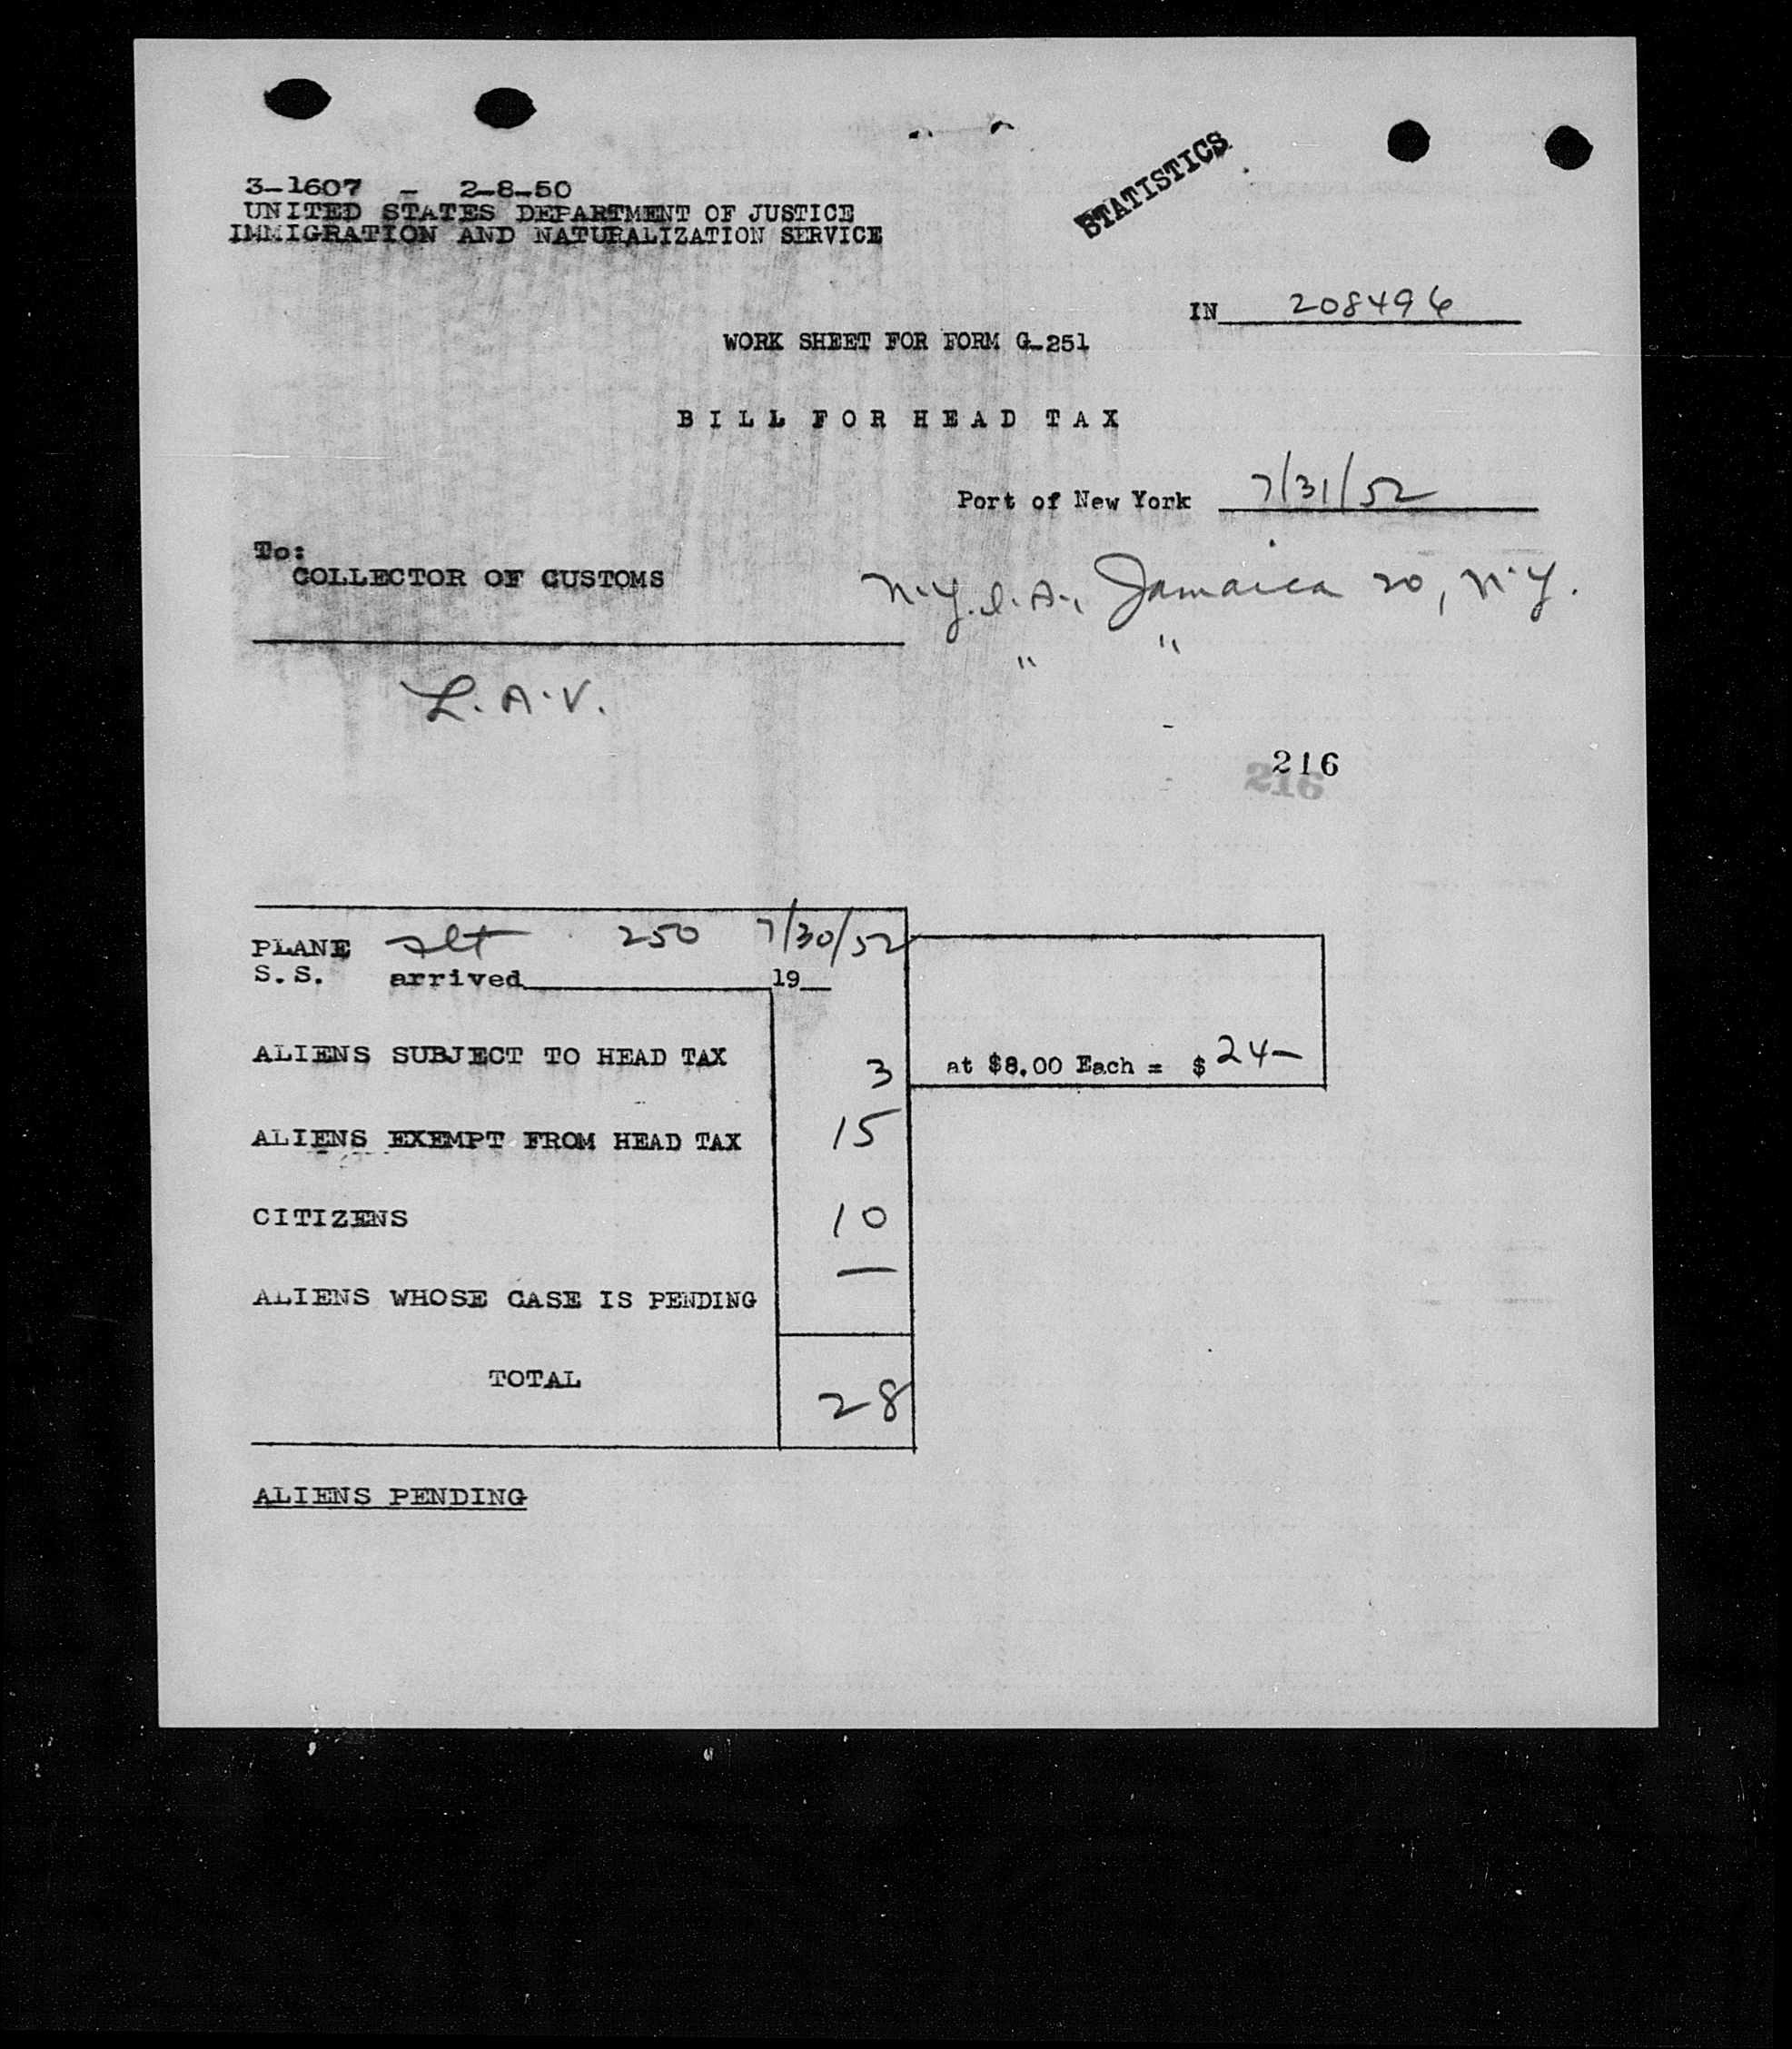 STATISTICS
3-1607 - 2-8-50
UNITED STATES DEPARTMENT OF JUSTICE
IMMIGRATION AND NATURALIZATION SERVICE
IN 208496
WORK SHEET FOR FORM G-251
BILL FOR HEAD TAX
Port of New York 7/31/52
To:
COLLECTOR OF CUSTOMS
N.Y.I.A., Jamaica 20, N.Y.
" "
L.A.V.
216
216
PLANE flt 250 7/30/52
S.S. arrived 19
ALIENS SUBJECT TO HEAD TAX 3 at $8.00 Each = $ 24-
ALIENS EXEMPT FROM HEAD TAX 15
CITIZENS 10
ALIENS WHOSE CASE IS PENDING —
TOTAL 28
ALIENS PENDING